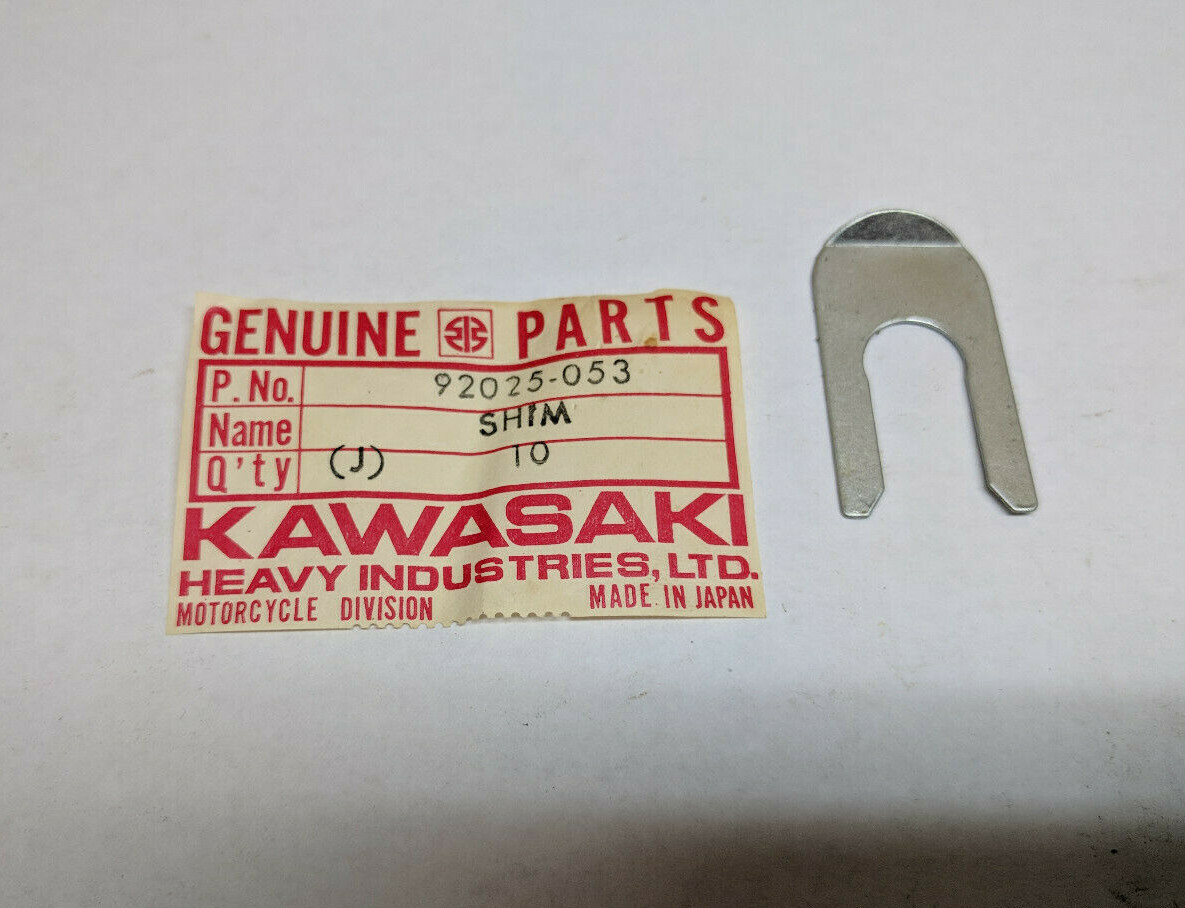 GENUINE PARTS
P. No. 92025-053
Name SHIM
Q'ty (J) 10
KAWASAKI
HEAVY INDUSTRIES, LTD.
MOTORCYCLE DIVISION MADE IN JAPAN